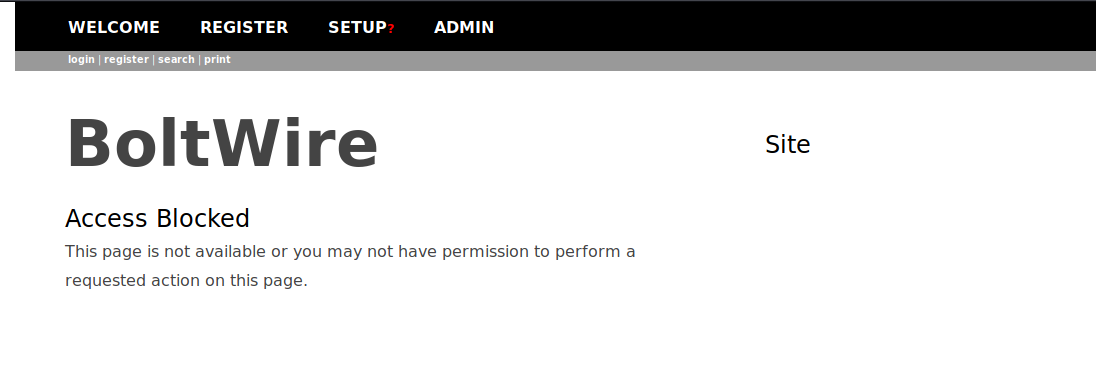 WELCOME REGISTER SETUP? ADMIN
login | register | search | print
BoltWire
Site
Access Blocked
This page is not available or you may not have permission to perform a
requested action on this page.